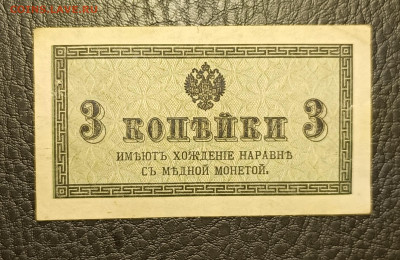 3 КОПѢЙКИ 3
ИМѢЮТЪ ХОЖДЕНІЕ НАРАВНѢ
СЪ МѢДНОЙ МОНЕТОЙ.